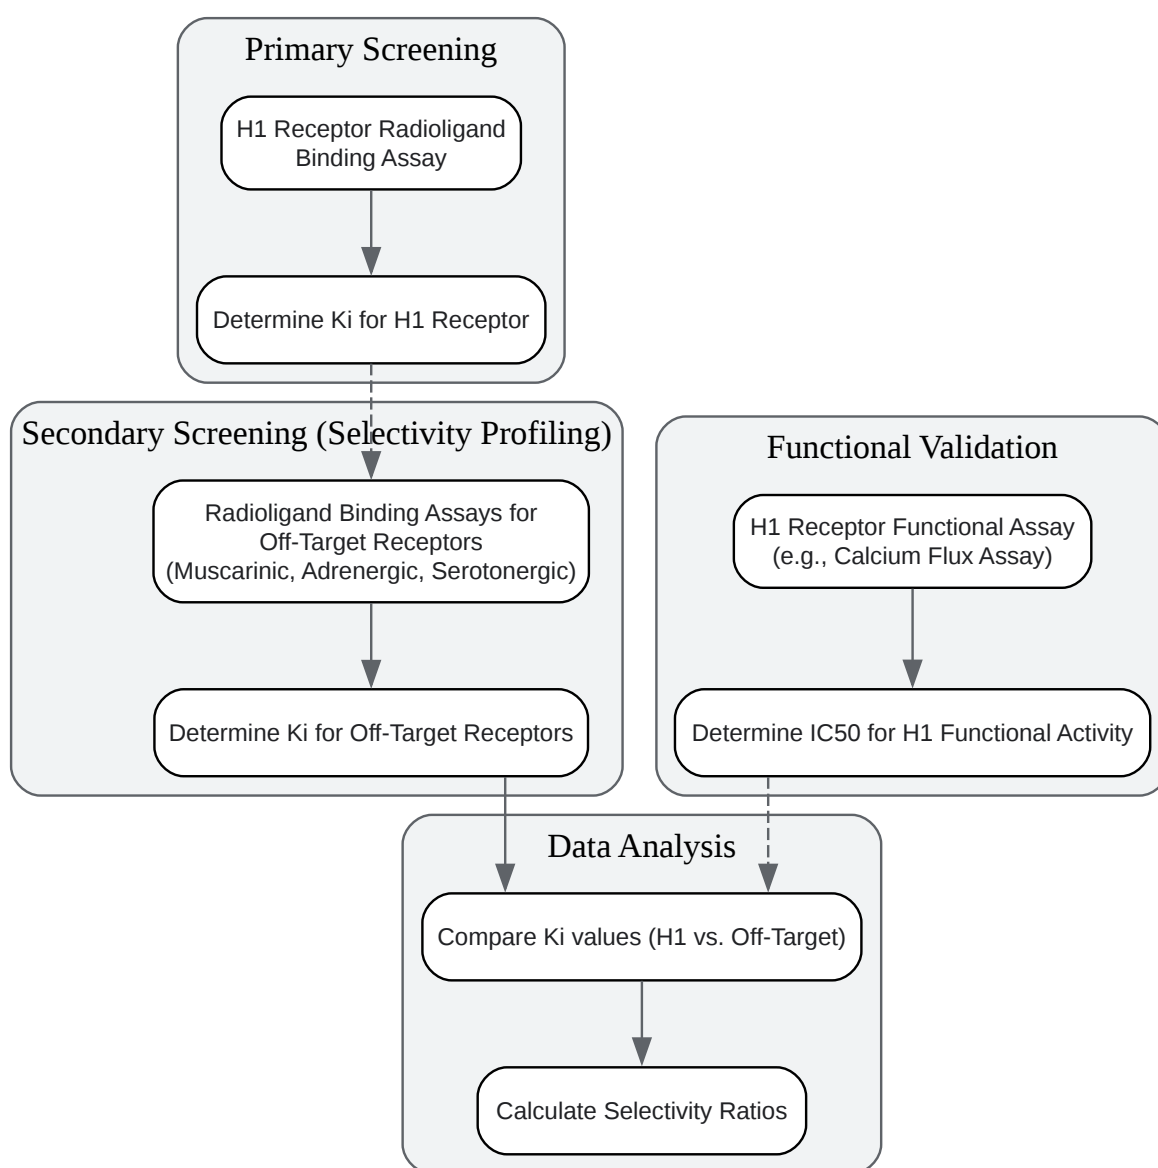 Primary Screening
H1 Receptor Radioligand
Binding Assay
Determine Ki for H1 Receptor
Secondary Screening (Selectivity Profiling)
Radioligand Binding Assays for
Off-Target Receptors
(Muscarinic, Adrenergic, Serotonergic)
Determine Ki for Off-Target Receptors
Functional Validation
H1 Receptor Functional Assay
(e.g., Calcium Flux Assay)
Determine IC50 for H1 Functional Activity
Data Analysis
Compare Ki values (H1 vs. Off-Target)
Calculate Selectivity Ratios